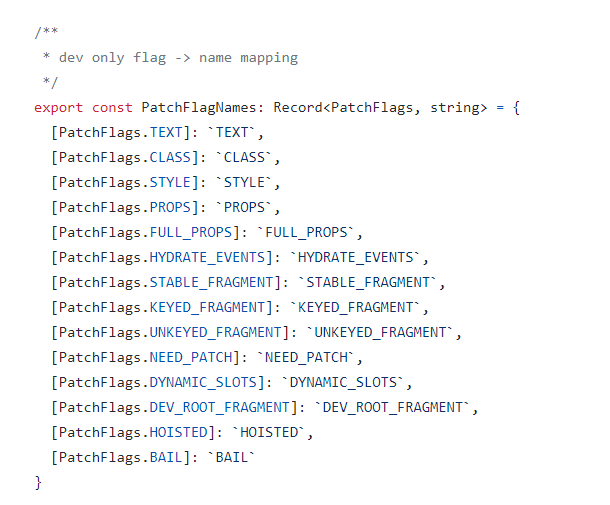 /**
 * dev only flag -> name mapping
 */
export const PatchFlagNames: Record<PatchFlags, string> = {
  [PatchFlags.TEXT]: `TEXT`,
  [PatchFlags.CLASS]: `CLASS`,
  [PatchFlags.STYLE]: `STYLE`,
  [PatchFlags.PROPS]: `PROPS`,
  [PatchFlags.FULL_PROPS]: `FULL_PROPS`,
  [PatchFlags.HYDRATE_EVENTS]: `HYDRATE_EVENTS`,
  [PatchFlags.STABLE_FRAGMENT]: `STABLE_FRAGMENT`,
  [PatchFlags.KEYED_FRAGMENT]: `KEYED_FRAGMENT`,
  [PatchFlags.UNKEYED_FRAGMENT]: `UNKEYED_FRAGMENT`,
  [PatchFlags.NEED_PATCH]: `NEED_PATCH`,
  [PatchFlags.DYNAMIC_SLOTS]: `DYNAMIC_SLOTS`,
  [PatchFlags.DEV_ROOT_FRAGMENT]: `DEV_ROOT_FRAGMENT`,
  [PatchFlags.HOISTED]: `HOISTED`,
  [PatchFlags.BAIL]: `BAIL`
}